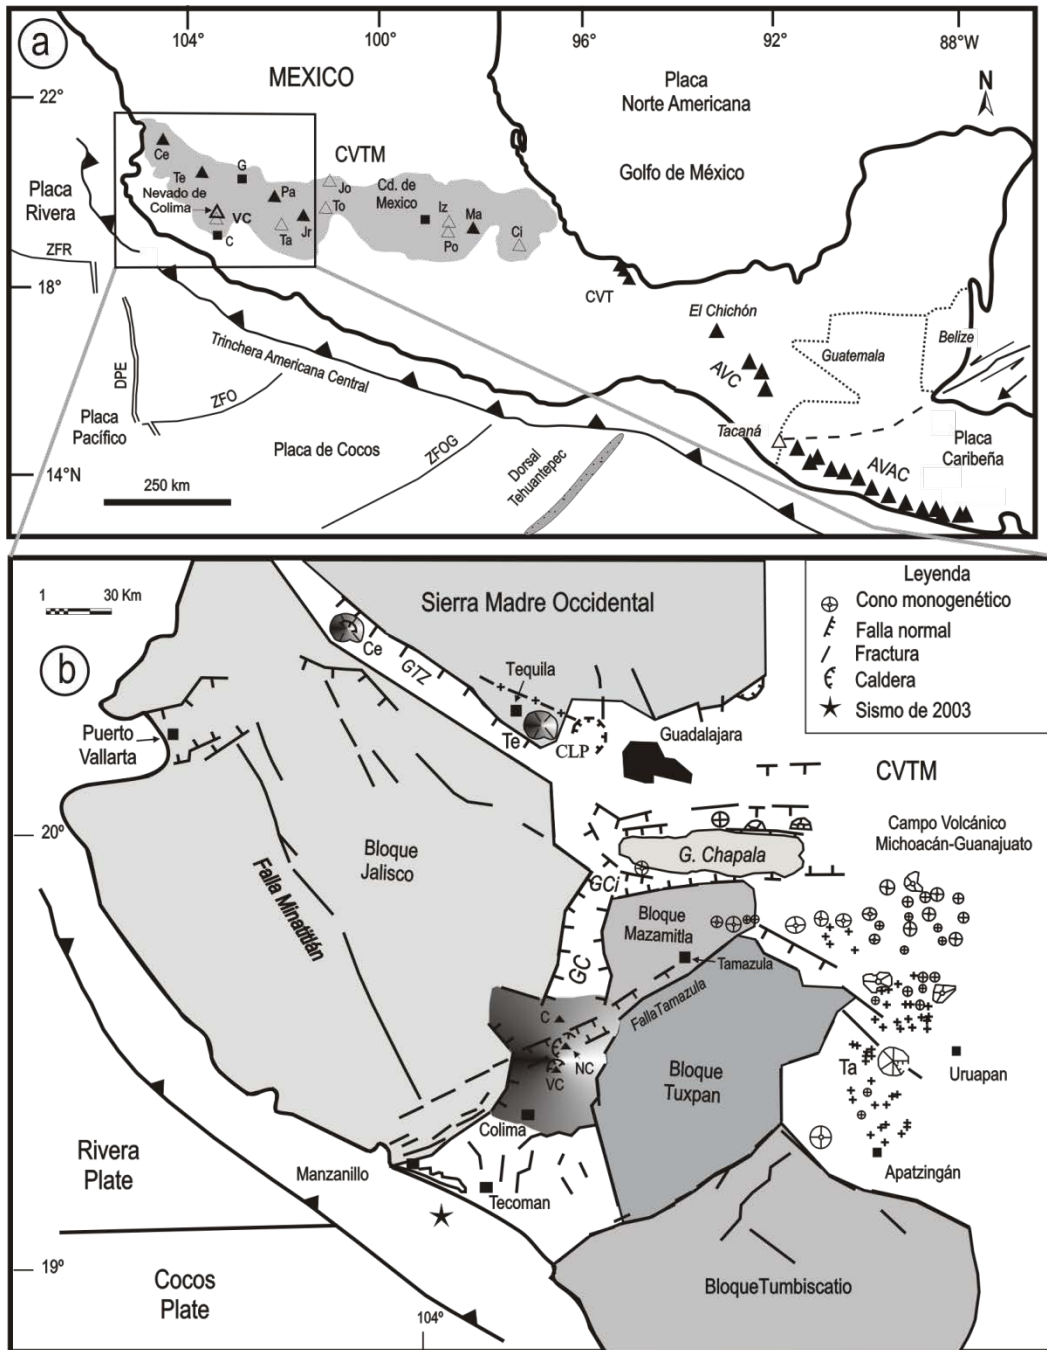 a
104°
100°
96°
92°
88°W
22°
18°
14°N
MEXICO
Placa
Norte Americana
Golfo de México
N
Placa
Rivera
ZFR
Ce
Te
G
CVTM
Nevado de
Colima
VC
C
Pa
Ta
Jr
Jo
To
Cd. de
Mexico
Iz
Po
Ma
Ci
CVT
El Chichón
AVC
Guatemala
Belize
Tacaná
AVAC
Placa
Caribeña
Trinchera Americana Central
DPE
ZFO
Placa
Pacífico
Placa de Cocos
ZFOG
Dorsal
Tehuantepec
250 km
b
1 30 Km
Sierra Madre Occidental
Leyenda
Cono monogenético
Falla normal
Fractura
Caldera
Sismo de 2003
Ce
GTZ
Tequila
Te
CLP
Guadalajara
Puerto
Vallarta
CVTM
20º
Bloque
Jalisco
Falla Minatitlán
G. Chapala
Campo Volcánico
Michoacán-Guanajuato
GCi
GC
Bloque
Mazamitla
Tamazula
FallaTamazula
C
NC
VC
Bloque
Tuxpan
Ta
Uruapan
Colima
Apatzingán
Rivera
Plate
Manzanillo
Tecoman
19º
Cocos
Plate
104º
BloqueTumbiscatio